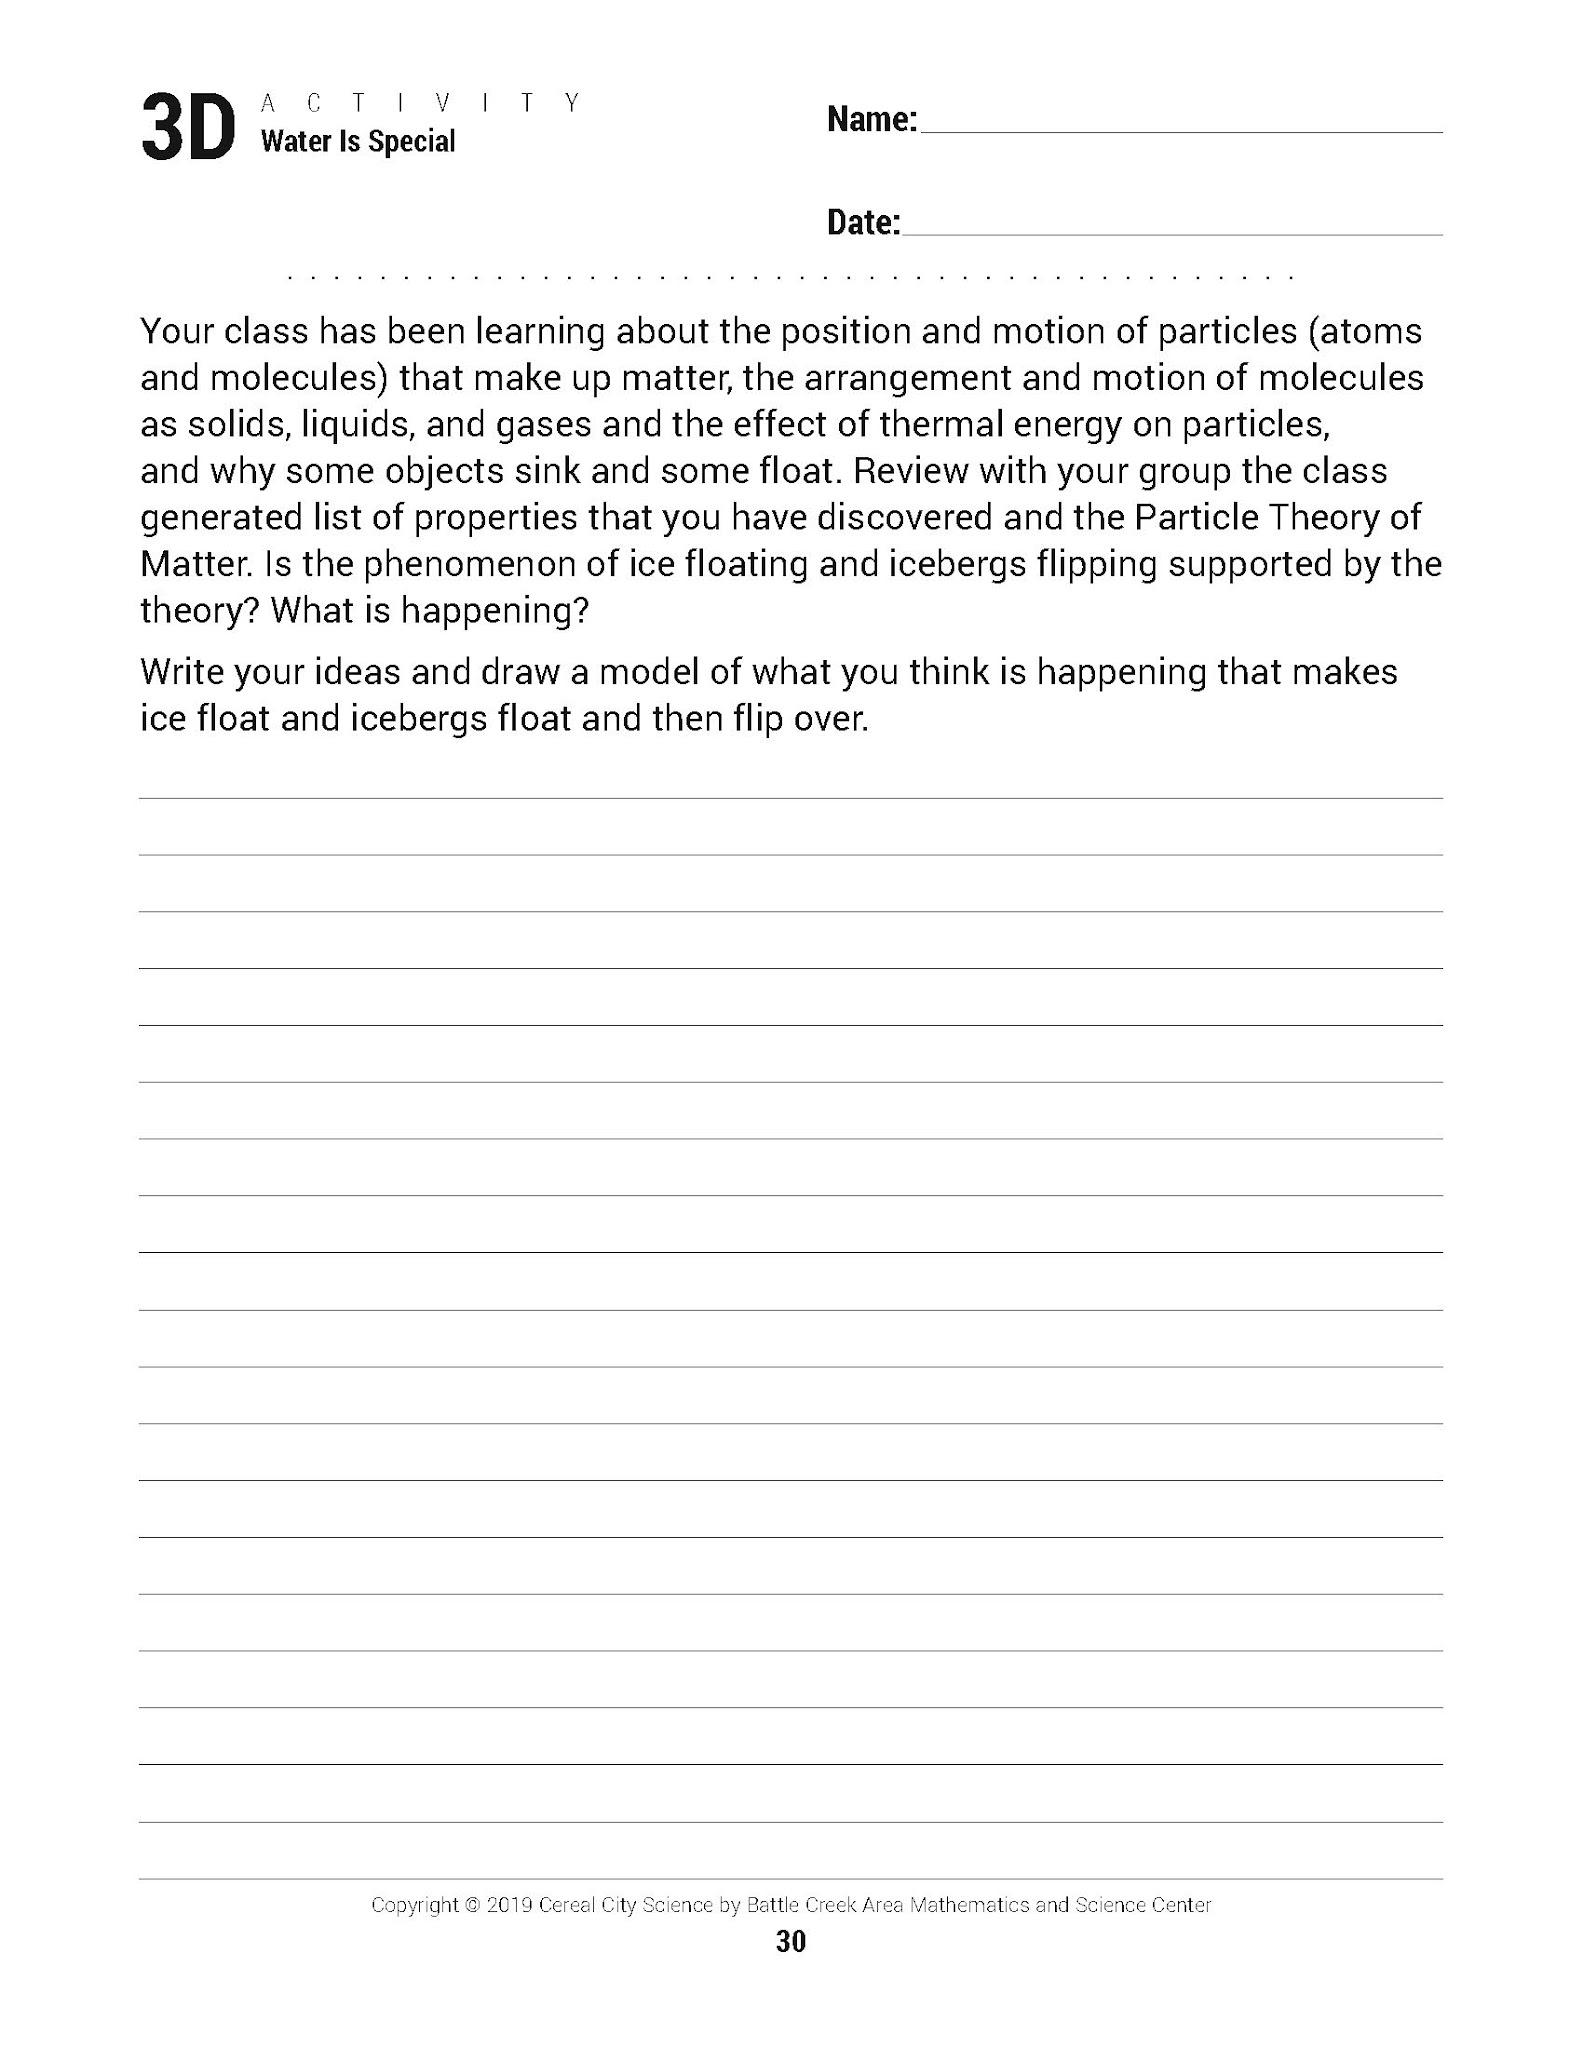 3D ACTIVITY
Water Is Special
Name:
Date:
Your class has been learning about the position and motion of particles (atoms
and molecules) that make up matter, the arrangement and motion of molecules
as solids, liquids, and gases and the effect of thermal energy on particles,
and why some objects sink and some float. Review with your group the class
generated list of properties that you have discovered and the Particle Theory of
Matter. Is the phenomenon of ice floating and icebergs flipping supported by the
theory? What is happening?
Write your ideas and draw a model of what you think is happening that makes
ice float and icebergs float and then flip over.
Copyright © 2019 Cereal City Science by Battle Creek Area Mathematics and Science Center
30